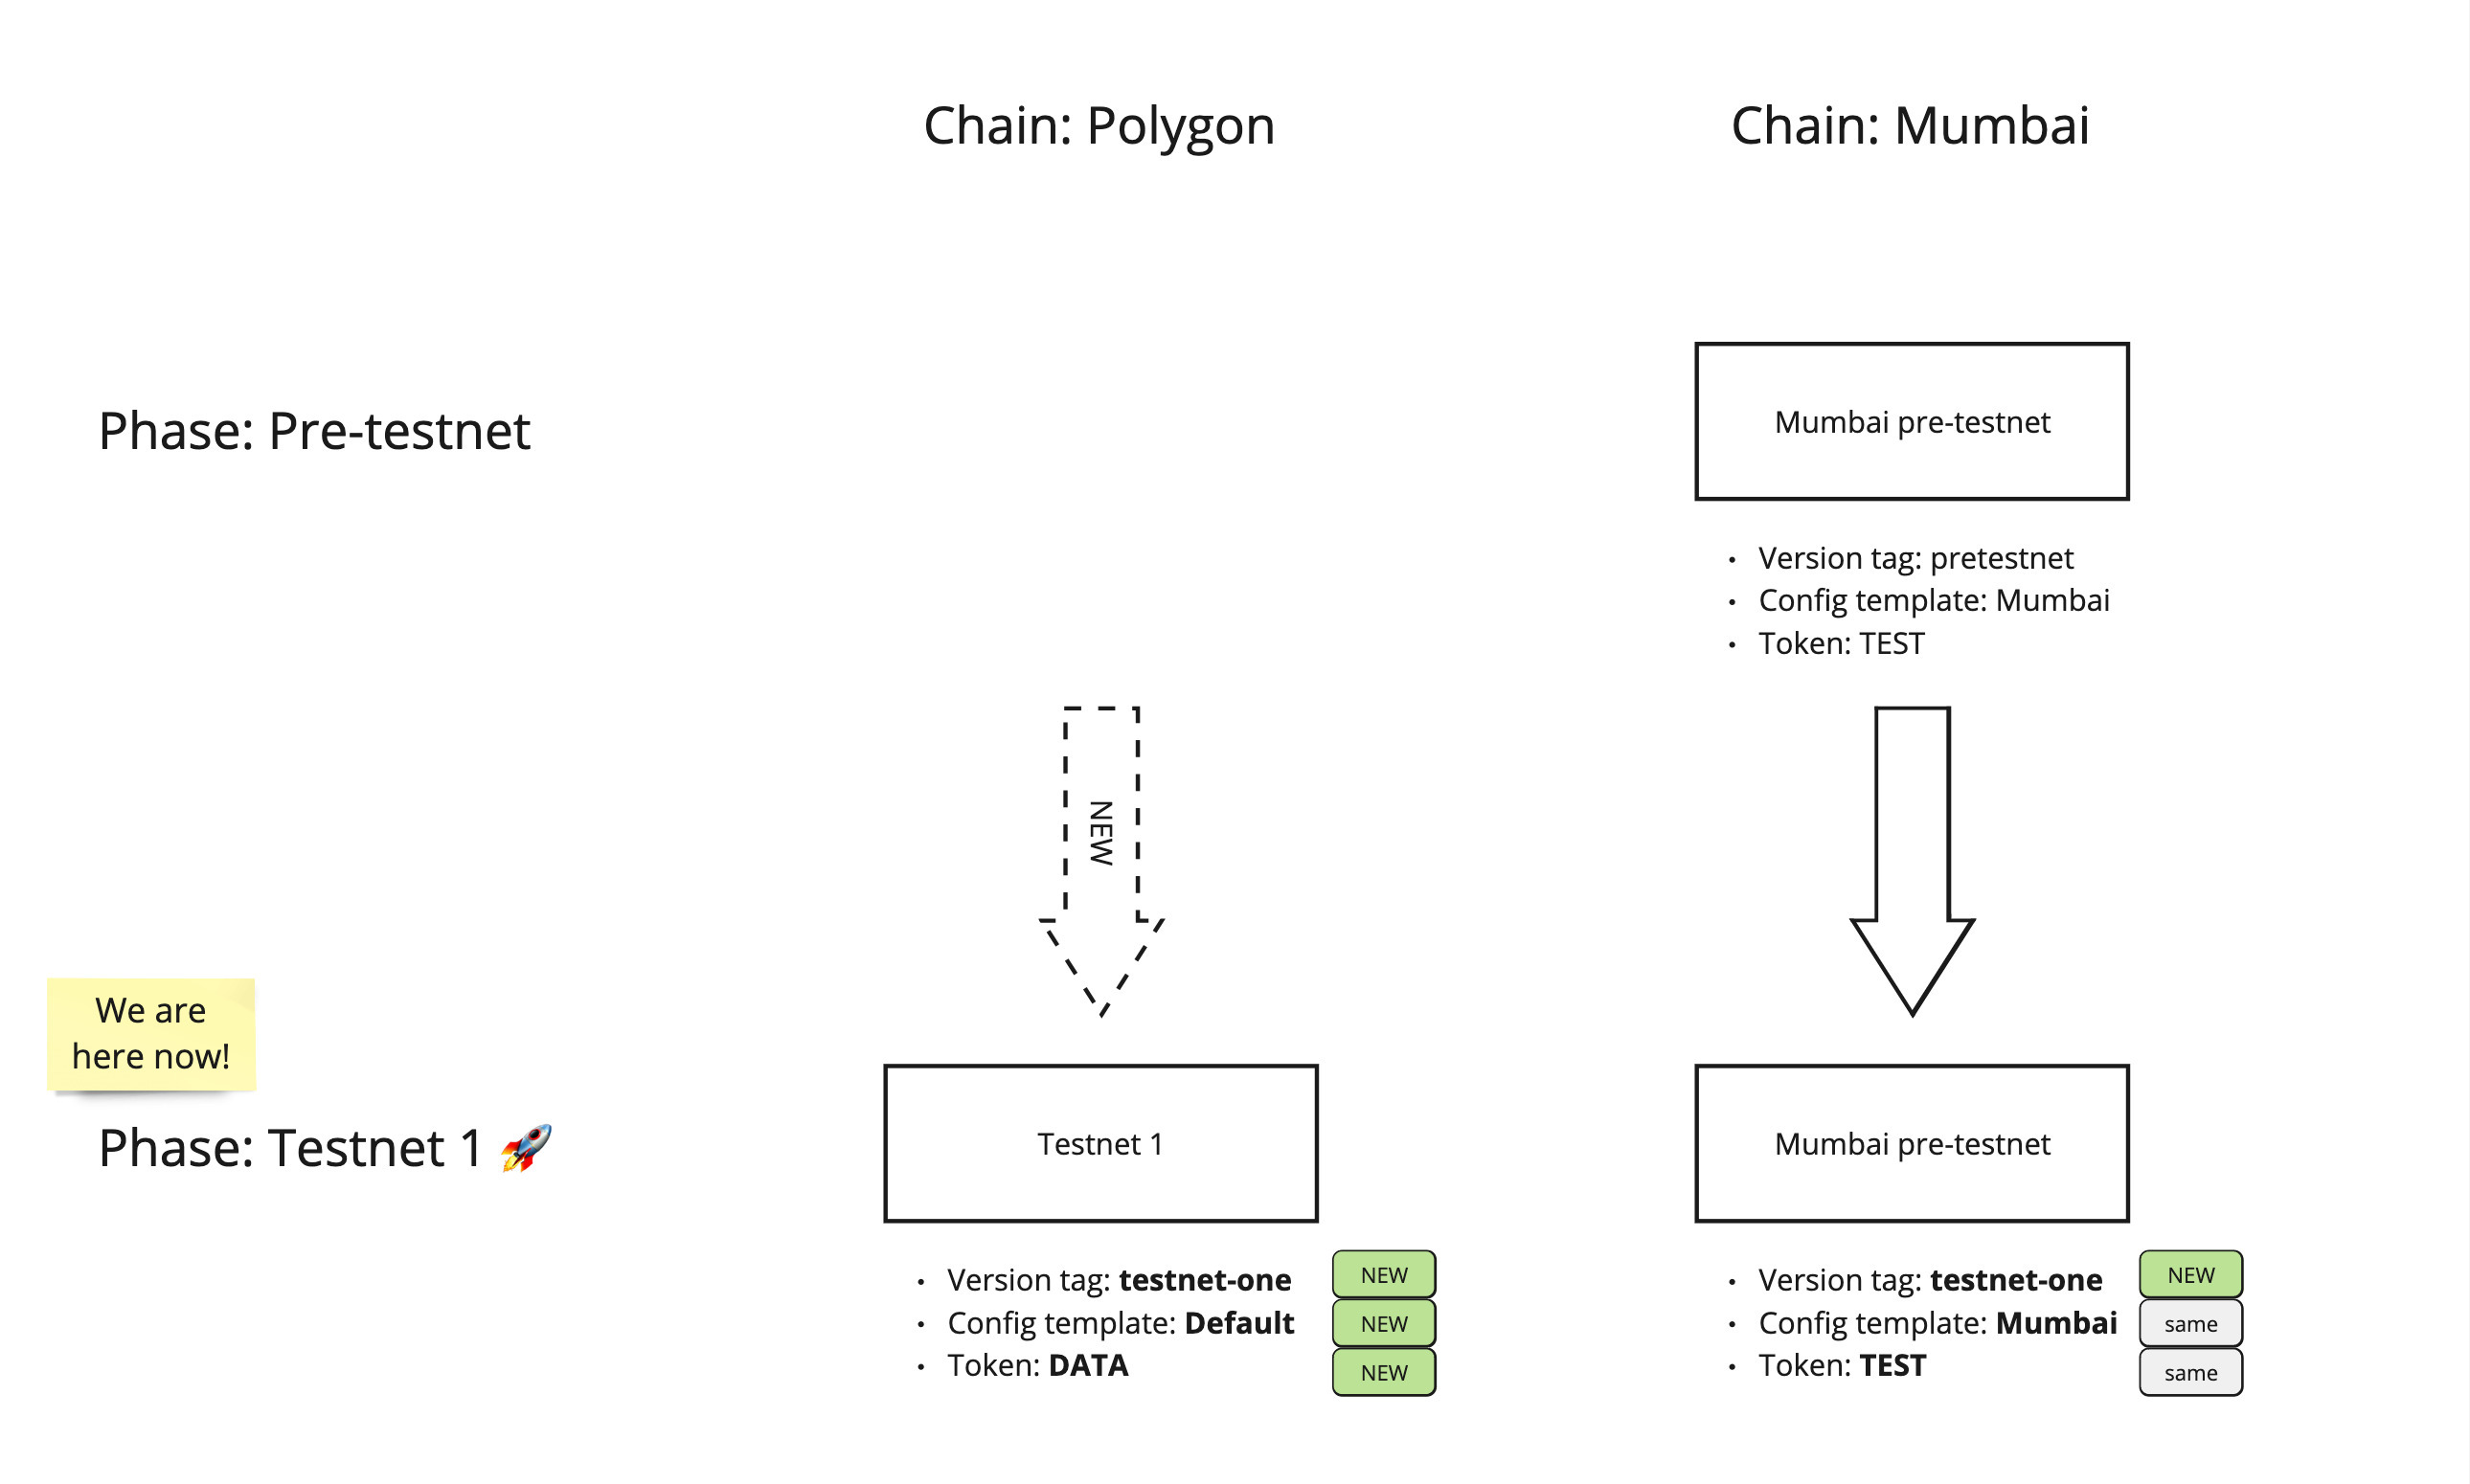 Chain: Polygon
Chain: Mumbai
Phase: Pre-testnet
Mumbai pre-testnet
• Version tag: pretestnet
• Config template: Mumbai
• Token: TEST
NEW
We are
here now!
Phase: Testnet 1 🚀
Testnet 1
Mumbai pre-testnet
• Version tag: testnet-one
NEW
• Config template: Default
NEW
• Token: DATA
NEW
• Version tag: testnet-one
NEW
• Config template: Mumbai
same
• Token: TEST
same